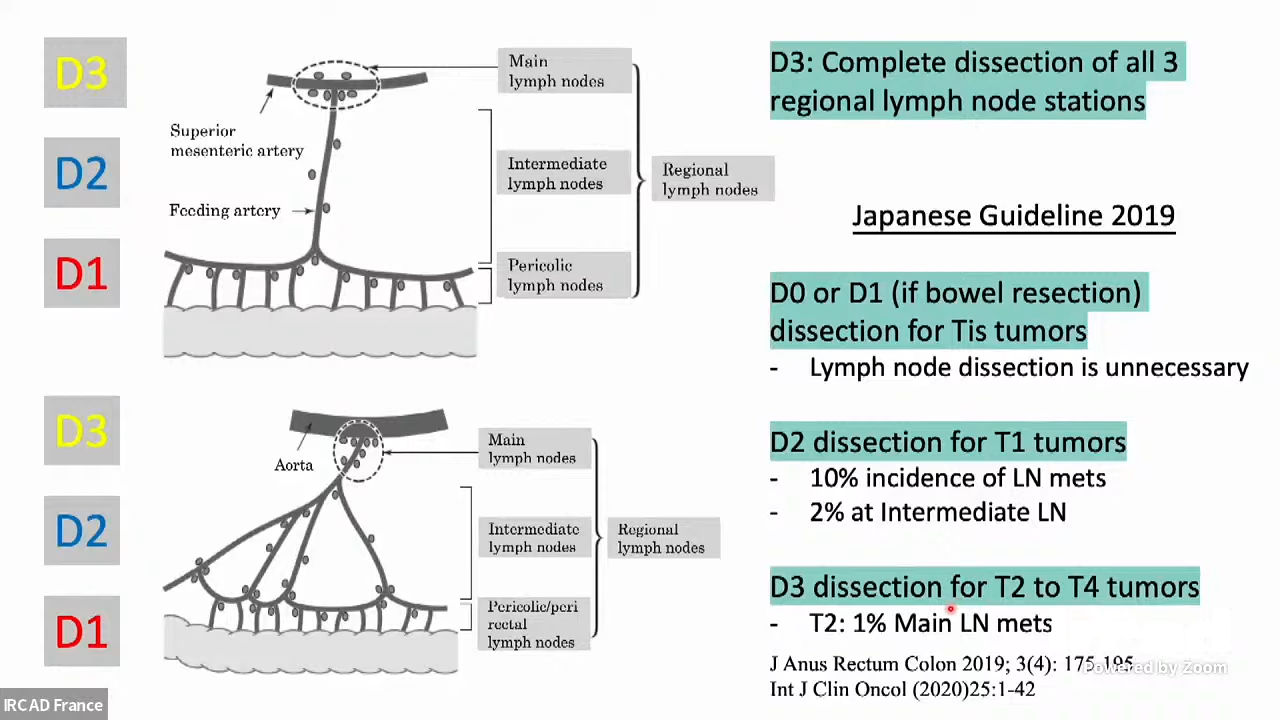 D3
D2
D1
Main
lymph nodes
Superior
mesenteric artery
Intermediate
lymph nodes
Regional
lymph nodes
Feeding artery
Pericolic
lymph nodes
D3
D2
D1
Main
lymph nodes
Aorta
Intermediate
lymph nodes
Regional
lymph nodes
Pericolic/peri
rectal
lymph nodes
D3: Complete dissection of all 3
regional lymph node stations
Japanese Guideline 2019
D0 or D1 (if bowel resection)
dissection for Tis tumors
- Lymph node dissection is unnecessary
D2 dissection for T1 tumors
- 10% incidence of LN mets
- 2% at Intermediate LN
D3 dissection for T2 to T4 tumors
- T2: 1% Main LN mets
J Anus Rectum Colon 2019; 3(4): 175-195
Int J Clin Oncol (2020)25:1-42
Powered by Zoom
IRCAD France